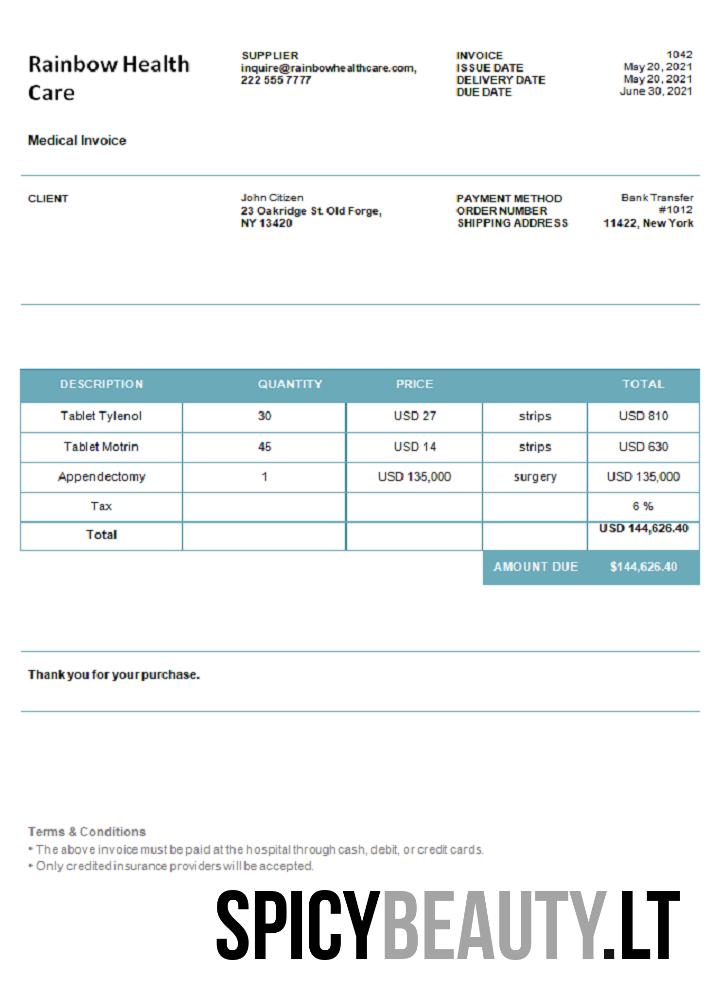 Rainbow Health
Care
SUPPLIER
inquire@rainbowhealthcare.com,
222 555 7777
INVOICE 1042
ISSUE DATE May 20, 2021
DELIVERY DATE May 20, 2021
DUE DATE June 30, 2021
Medical Invoice
CLIENT
John Citizen
23 Oakridge St. Old Forge,
NY 13420
PAYMENT METHOD Bank Transfer
ORDER NUMBER #1012
SHIPPING ADDRESS 11422, New York
DESCRIPTION QUANTITY PRICE TOTAL
Tablet Tylenol 30 USD 27 strips USD 810
Tablet Motrin 45 USD 14 strips USD 630
Appendectomy 1 USD 135,000 surgery USD 135,000
Tax 6 %
Total USD 144,626.40
AMOUNT DUE $144,626.40
Thank you for your purchase.
Terms & Conditions
• The above invoice must be paid at the hospital through cash, debit, or credit cards.
• Only credited insurance providers will be accepted.
SPICYBEAUTY.LT